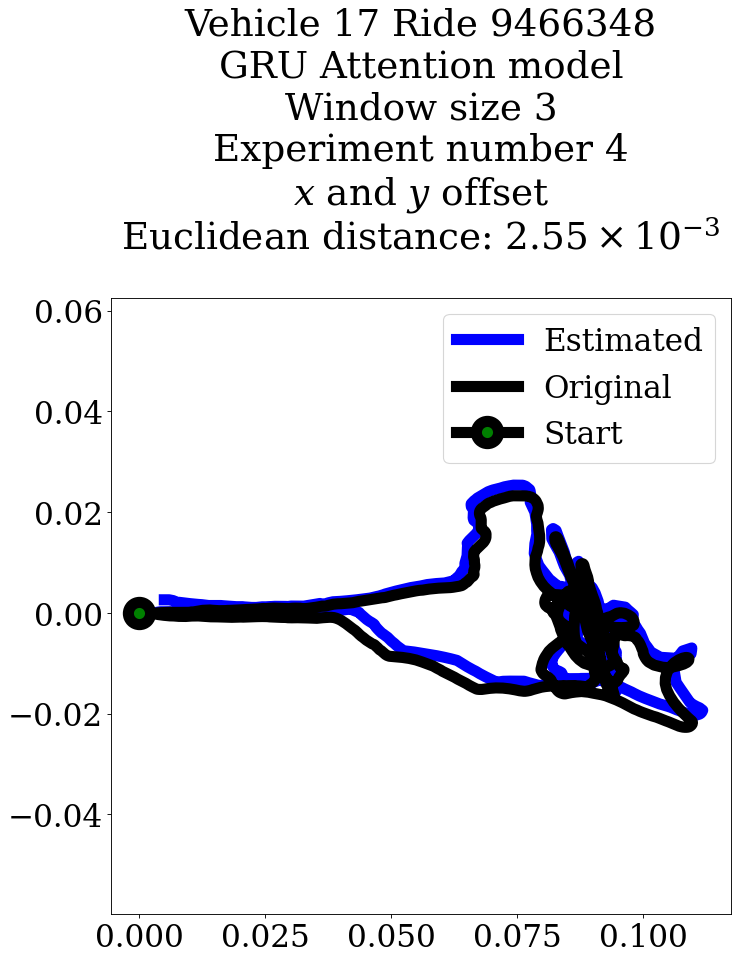 Vehicle 17 Ride 9466348
GRU Attention model
Window size 3
Experiment number 4
x and y offset
Euclidean distance: 2.55 × 10⁻³
0.06
Estimated
0.04
Original
Start
0.02
0.00
−0.02
−0.04
0.000 0.025 0.050 0.075 0.100